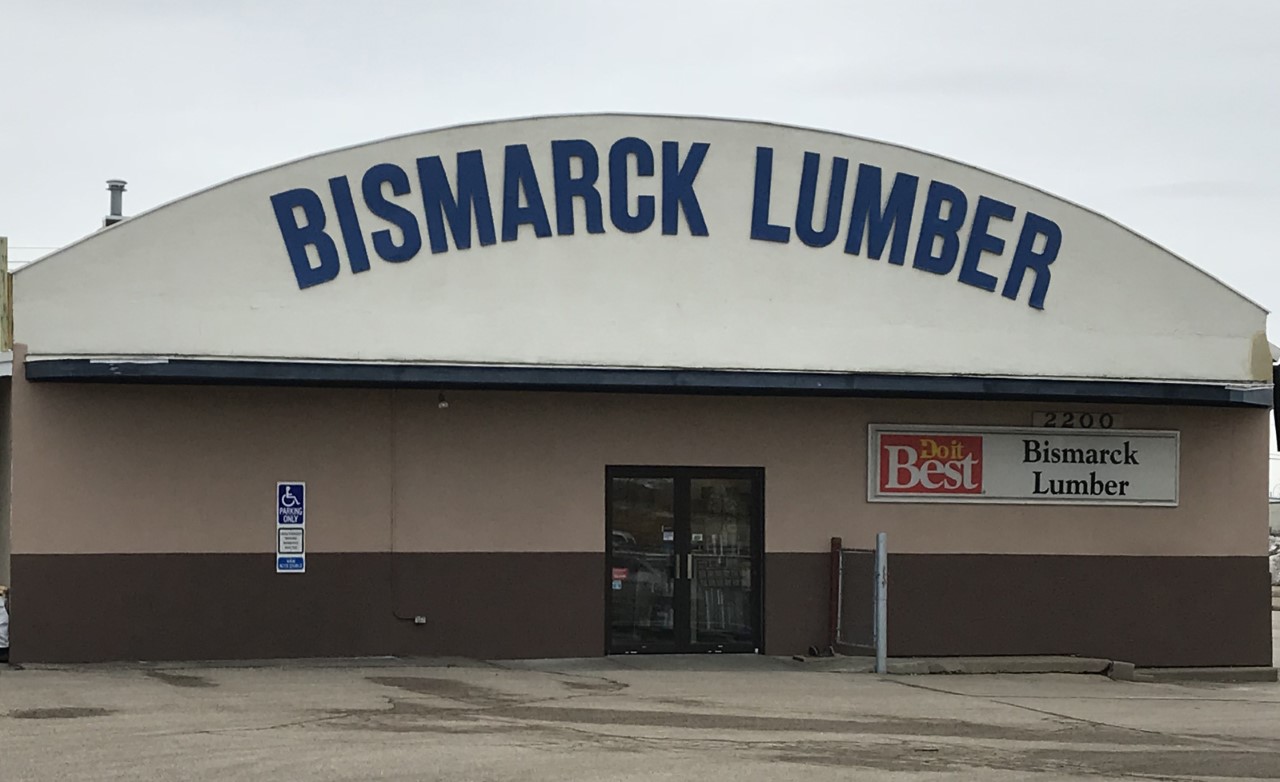 BISMARCK LUMBER
2200
Do it
Best
Bismarck
Lumber
PARKING
ONLY